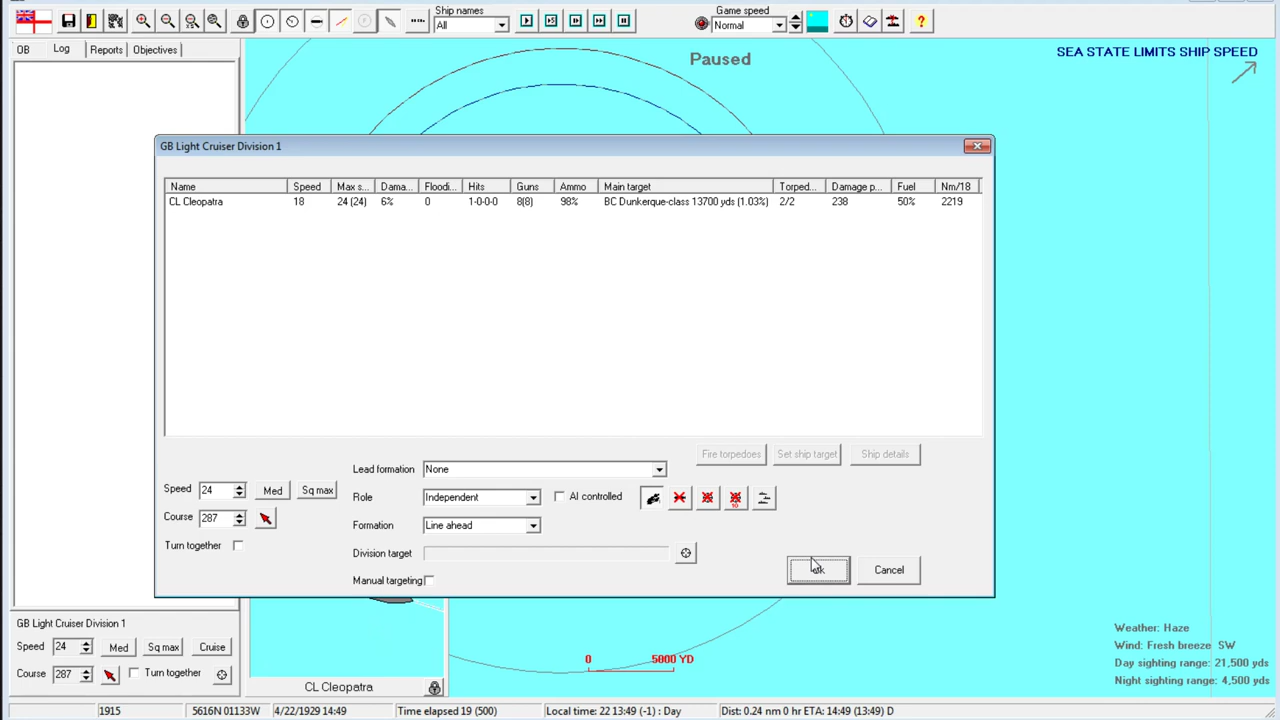 Ship names
All
Game speed
Normal
OB Log Reports Objectives
Paused
SEA STATE LIMITS SHIP SPEED
GB Light Cruiser Division 1
Name Speed Max s... Dama... Floodi... Hits Guns Ammo Main target Torped... Damage p... Fuel Nm/18
CL Cleopatra 18 24 (24) 6% 0 1-0-0-0 8(8) 98% BC Dunkerque-class 13700 yds (1.03%) 2/2 238 50% 2219
Fire torpedoes Set ship target Ship details
Lead formation None
Speed 24 Med Sq max
Role Independent AI controlled
10
Course 287
Formation Line ahead
Turn together
Division target
Manual targeting
Cancel
GB Light Cruiser Division 1
Speed 24 Med Sq max Cruise
Course 287 Turn together
CL Cleopatra
0 5000 YD
Weather: Haze
Wind: Fresh breeze SW
Day sighting range: 21,500 yds
Night sighting range: 4,500 yds
1915 5616N 01133W 4/22/1929 14:49 Time elapsed 19 (500) Local time: 22 13:49 (-1) : Day Dist: 0.24 nm 0 hr ETA: 14:49 (13:49) D